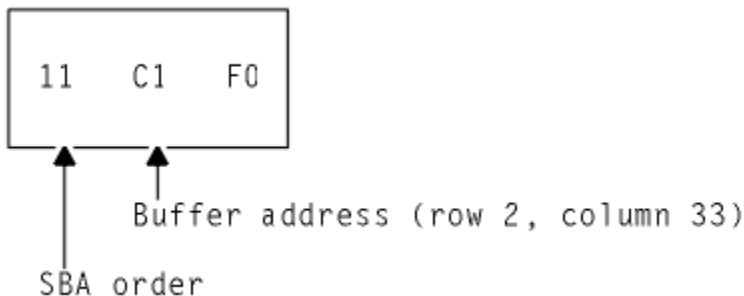 11 C1 F0
Buffer address (row 2, column 33)
SBA order